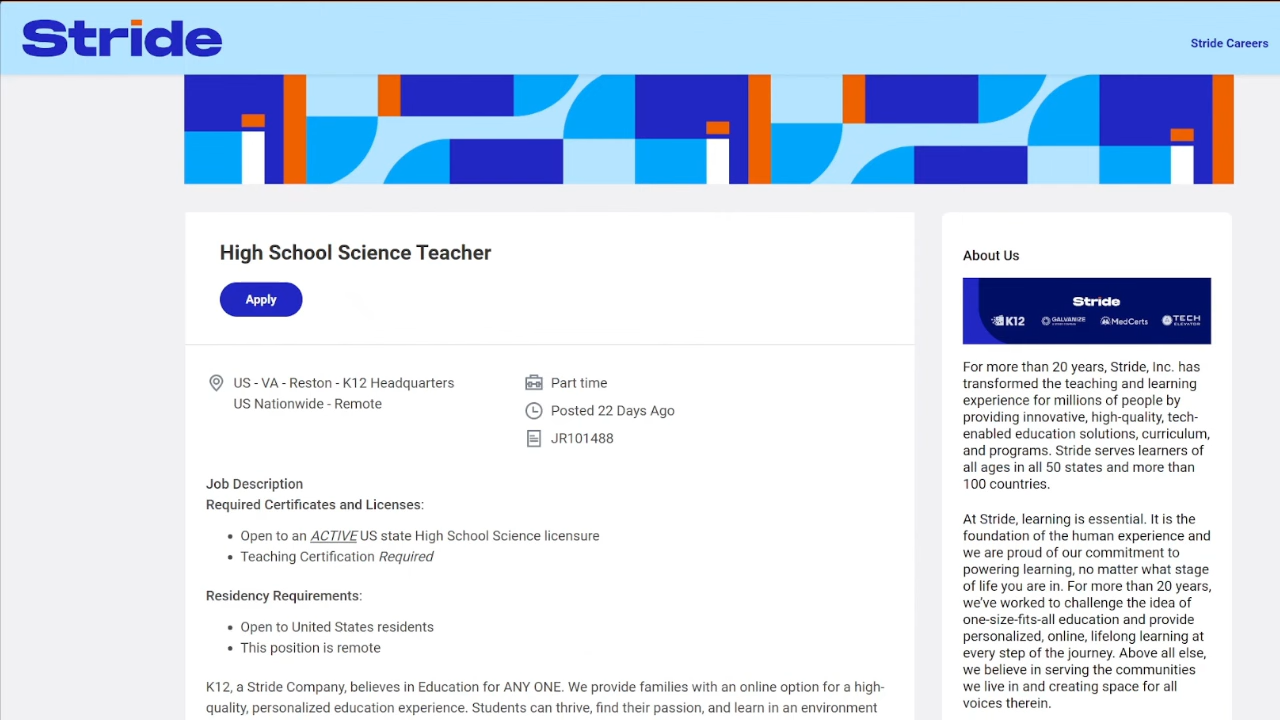 Stride
Stride Careers
High School Science Teacher
Apply
US - VA - Reston - K12 Headquarters
US Nationwide - Remote
Part time
Posted 22 Days Ago
JR101488
Job Description
Required Certificates and Licenses:
Open to an ACTIVE US state High School Science licensure
Teaching Certification Required
Residency Requirements:
Open to United States residents
This position is remote
K12, a Stride Company, believes in Education for ANY ONE. We provide families with an online option for a high-
quality, personalized education experience. Students can thrive, find their passion, and learn in an environment
About Us
Stride
K12 GALVANIZE MedCerts TECH ELEVATOR
For more than 20 years, Stride, Inc. has
transformed the teaching and learning
experience for millions of people by
providing innovative, high-quality, tech-
enabled education solutions, curriculum,
and programs. Stride serves learners of
all ages in all 50 states and more than
100 countries.
At Stride, learning is essential. It is the
foundation of the human experience and
we are proud of our commitment to
powering learning, no matter what stage
of life you are in. For more than 20 years,
we've worked to challenge the idea of
one-size-fits-all education and provide
personalized, online, lifelong learning at
every step of the journey. Above all else,
we believe in serving the communities
we live in and creating space for all
voices therein.